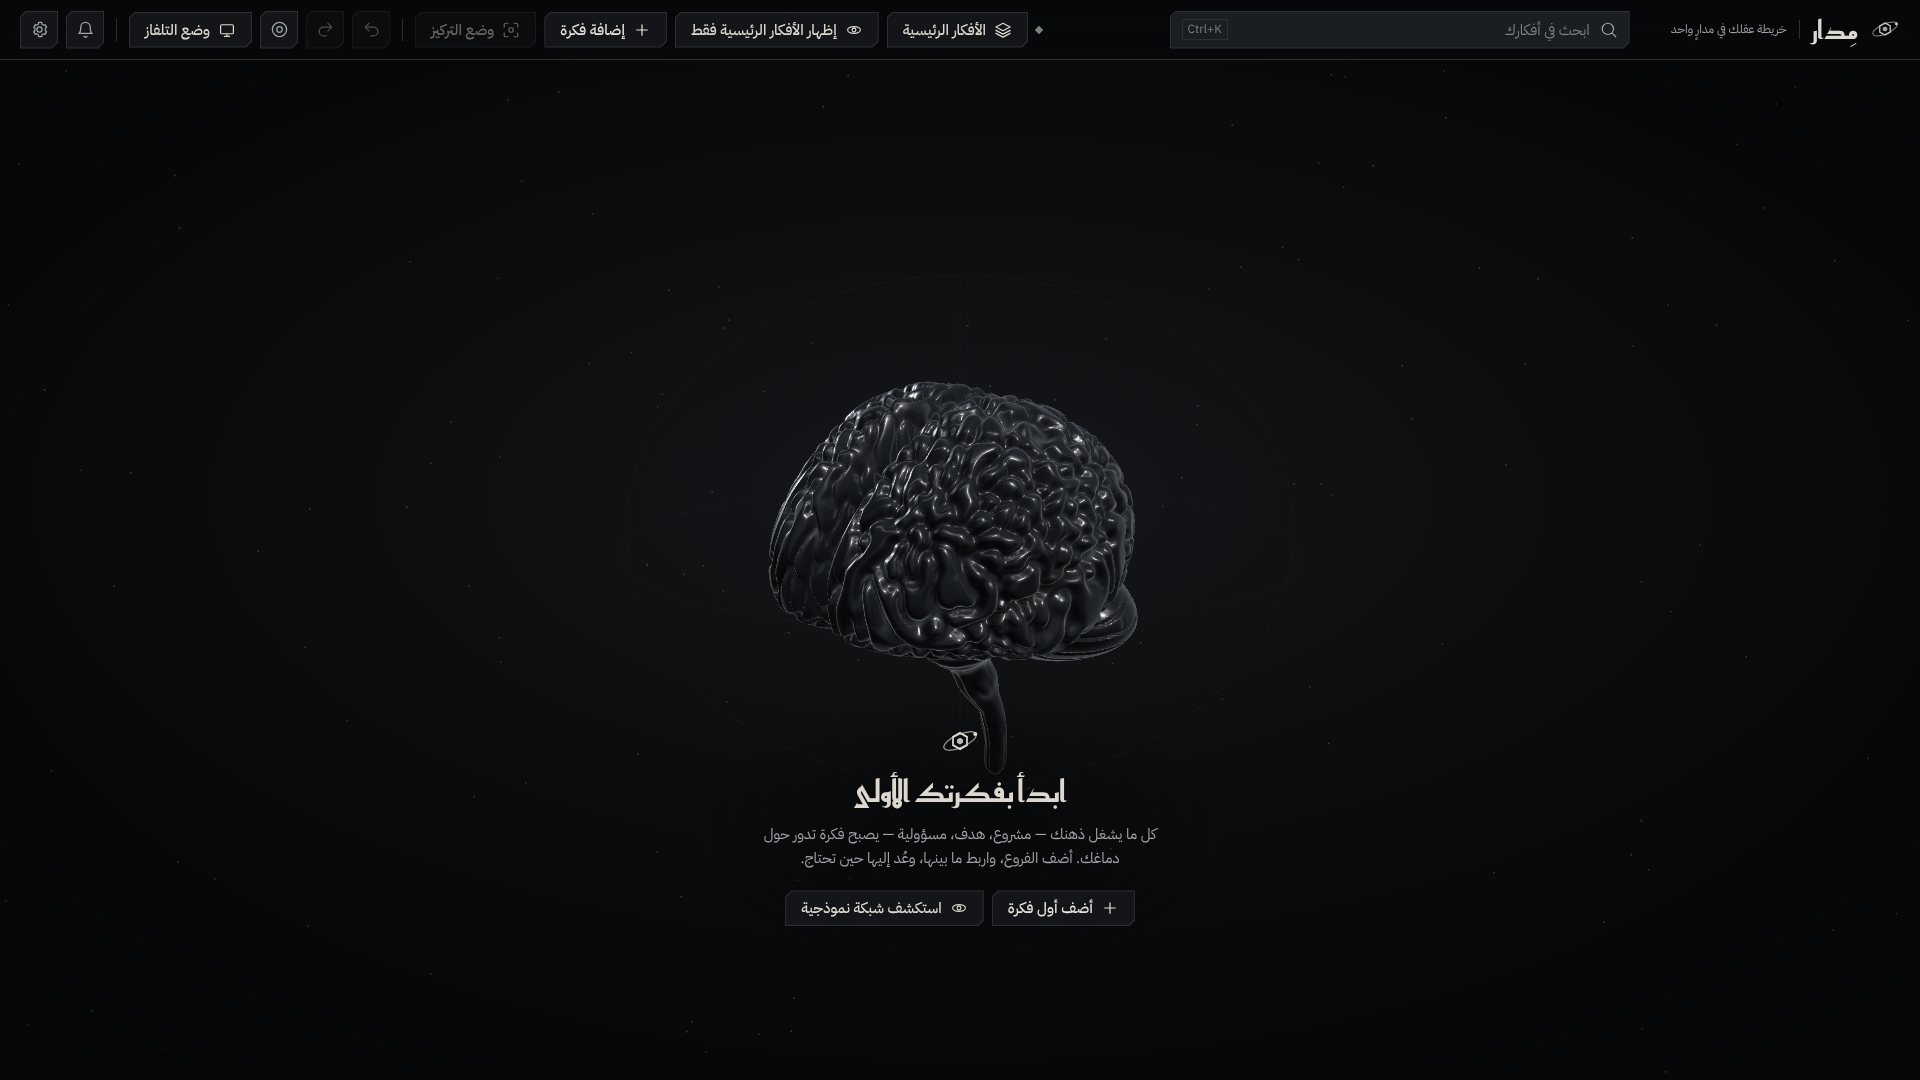 مدار
خريطة عقلك في مدارٍ واحد
ابحث في أفكارك
Ctrl+K
الأفكار الرئيسية
إظهار الأفكار الرئيسية فقط
إضافة فكرة
وضع التركيز
وضع التلفاز
ابدأ بفكرتك الأولى
كل ما يشغل ذهنك — مشروع، هدف، مسؤولية — يصبح فكرة تدور حول
دماغك. أضف الفروع، واربط ما بينها، وعُد إليها حين تحتاج.
أضف أول فكرة
استكشف شبكة نموذجية